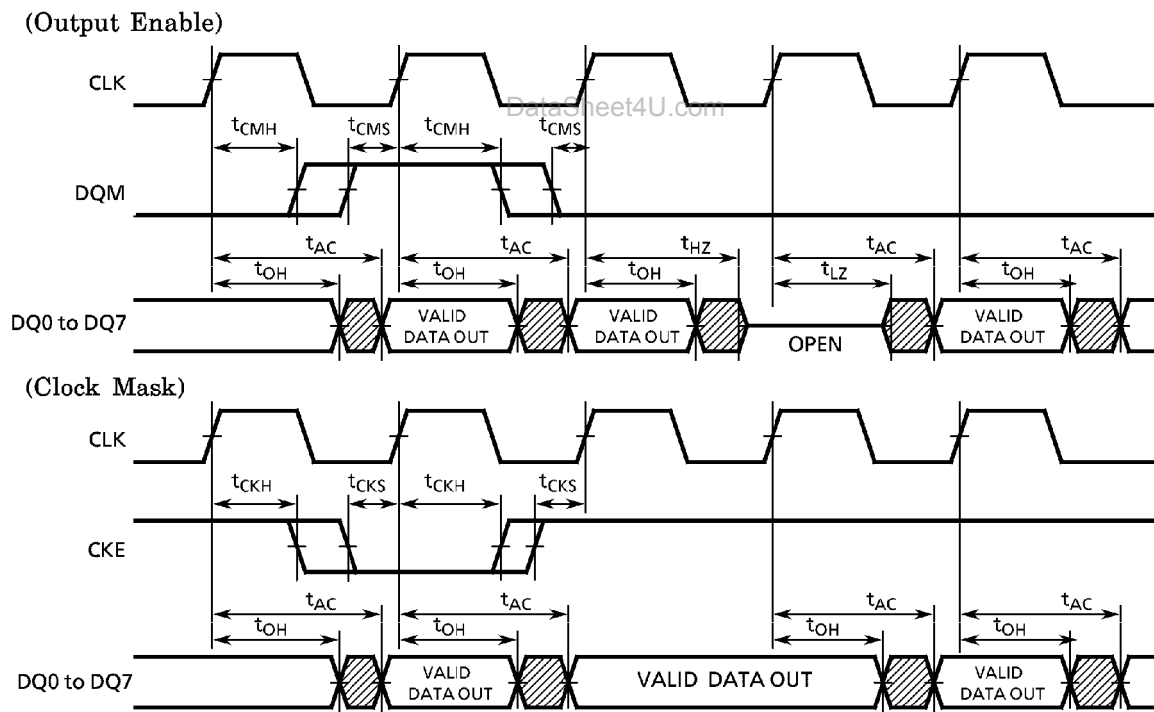 (Output Enable)
CLK
DataSheet4U.com
tCMH tCMS tCMH tCMS
DQM
tAC tAC tHZ tAC tAC
tOH tOH tOH tLZ tOH
DQ0 to DQ7
VALID DATA OUT
VALID DATA OUT
OPEN
VALID DATA OUT
(Clock Mask)
CLK
tCKH tCKS tCKH tCKS
CKE
tAC tAC tAC tAC
tOH tOH tOH tOH
DQ0 to DQ7
VALID DATA OUT
VALID DATA OUT
VALID DATA OUT